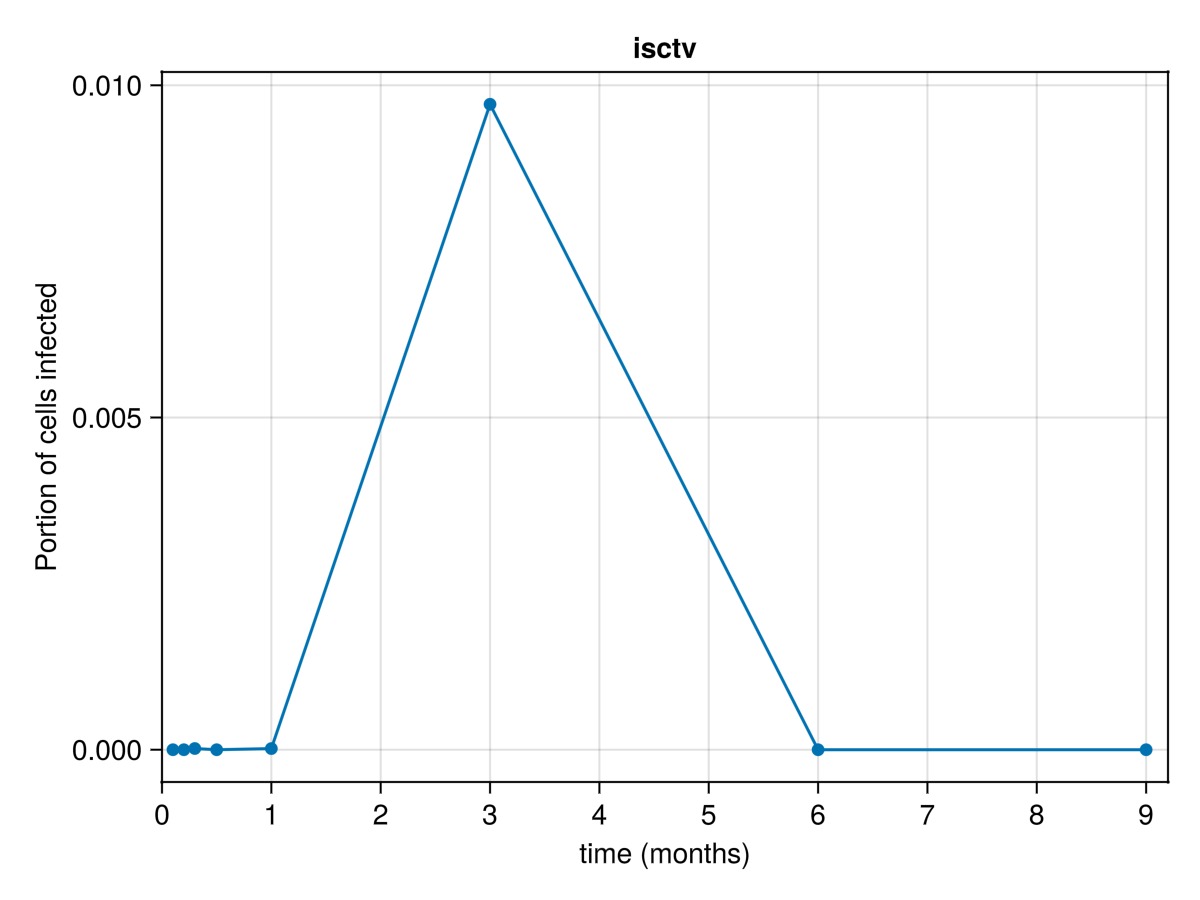 isctv
0.010
0.005
0.000
Portion of cells infected
0 1 2 3 4 5 6 7 8 9
time (months)